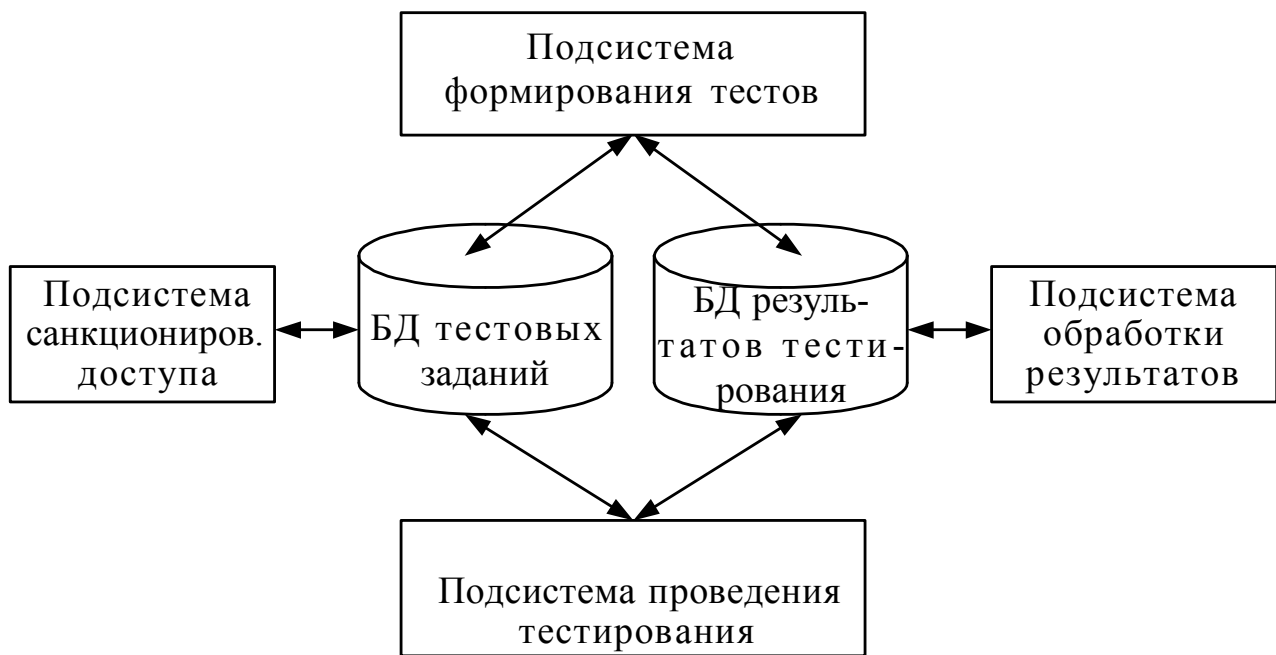 Подсистема
формирования тестов
Подсистема
санкциониров.
доступа
БД тестовых
заданий
БД резуль-
татов тести-
рования
Подсистема
обработки
результатов
Подсистема проведения
тестирования